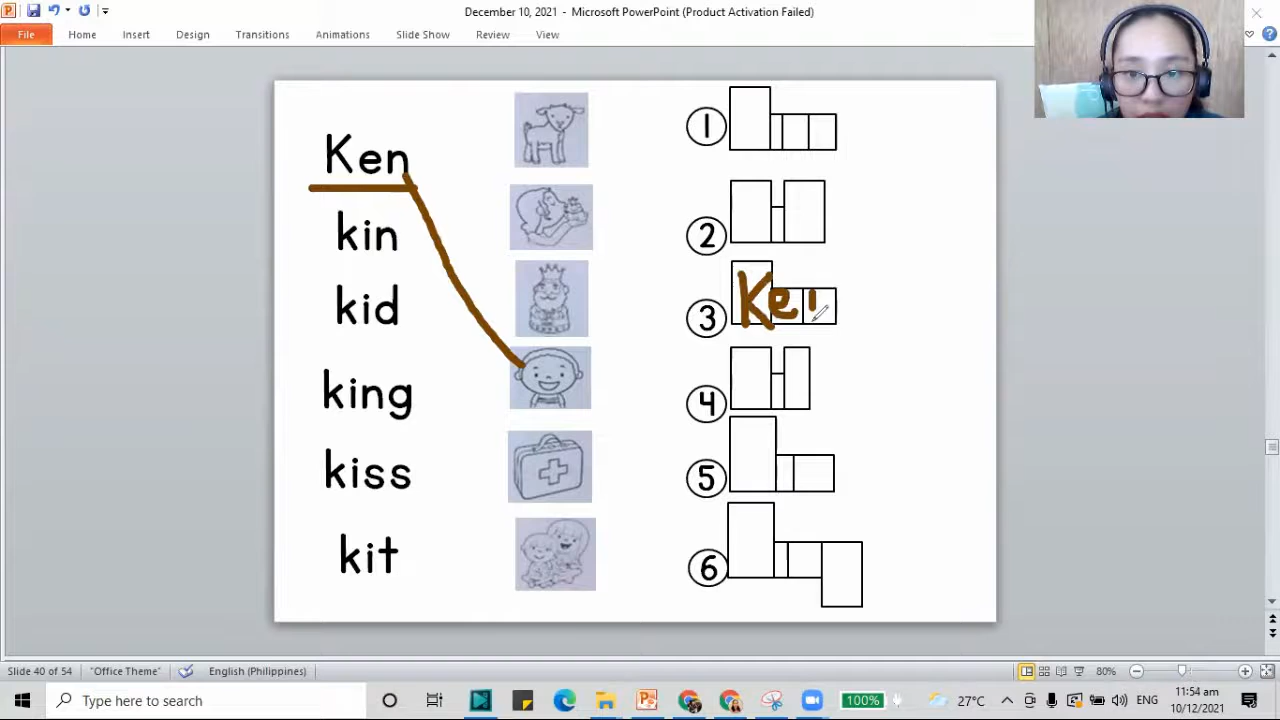 December 10, 2021 - Microsoft PowerPoint (Product Activation Failed)
File Home Insert Design Transitions Animations Slide Show Review View
Ken
kin
kid
king
kiss
kit
1
2
3 Ke
4
5
6
Slide 40 of 54 "Office Theme" English (Philippines) 80%
Type here to search 100% 27°C ENG 11:54 am
10/12/2021